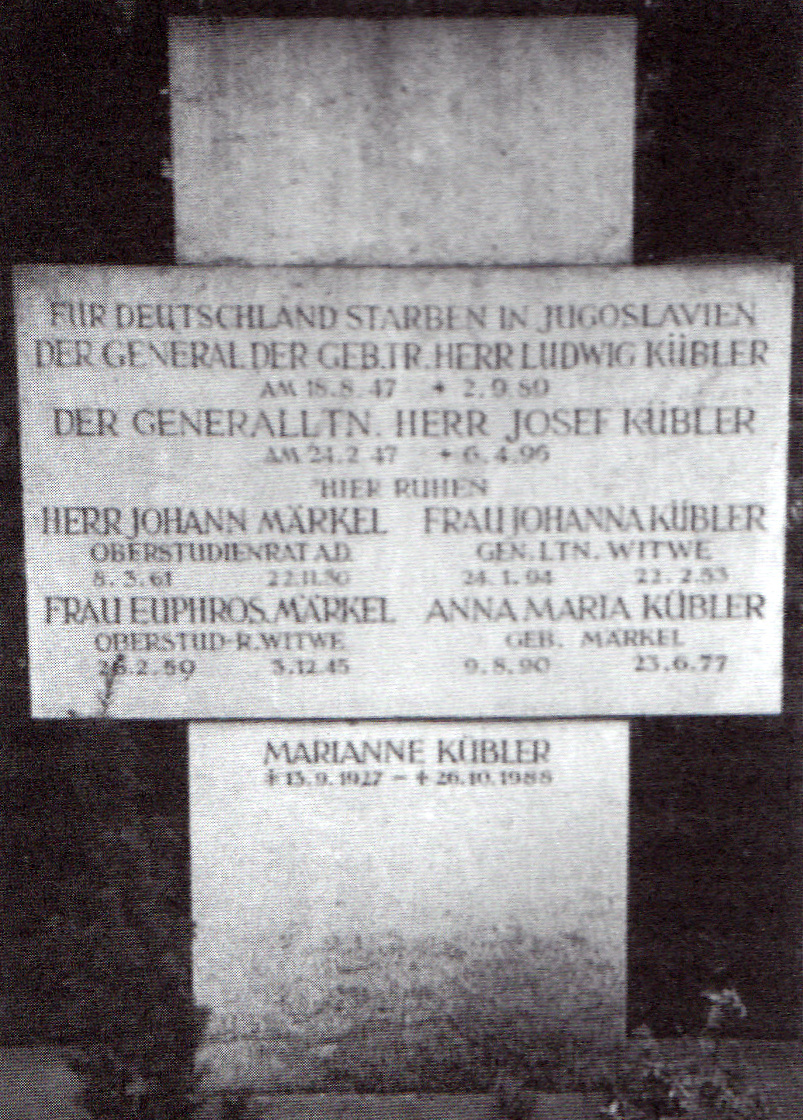 FÜR DEUTSCHLAND STARBEN IN JUGOSLAVIEN
DER GENERAL DER GEB.TR. HERR LUDWIG KÜBLER
AM 18.8.47 * 2.9.89
DER GENERALLTN. HERR JOSEF KÜBLER
AM 24.2 47 * 6.4.96
HIER RUHEN
HERR JOHANN MÄRKEL FRAU JOHANNA KÜBLER
OBERSTUDIENRAT A.D. GEN.LTN. WITWE
8.3.61 22.11.30 24.1.94 22.2.53
FRAU EUPHROS. MÄRKEL ANNA MARIA KÜBLER
OBERSTUD-R.WITWE GEB. MÄRKEL
26.2.59 3.12.45 9.8.90 23.6.77
MARIANNE KÜBLER
+13.9.1927 – +26.10.1988